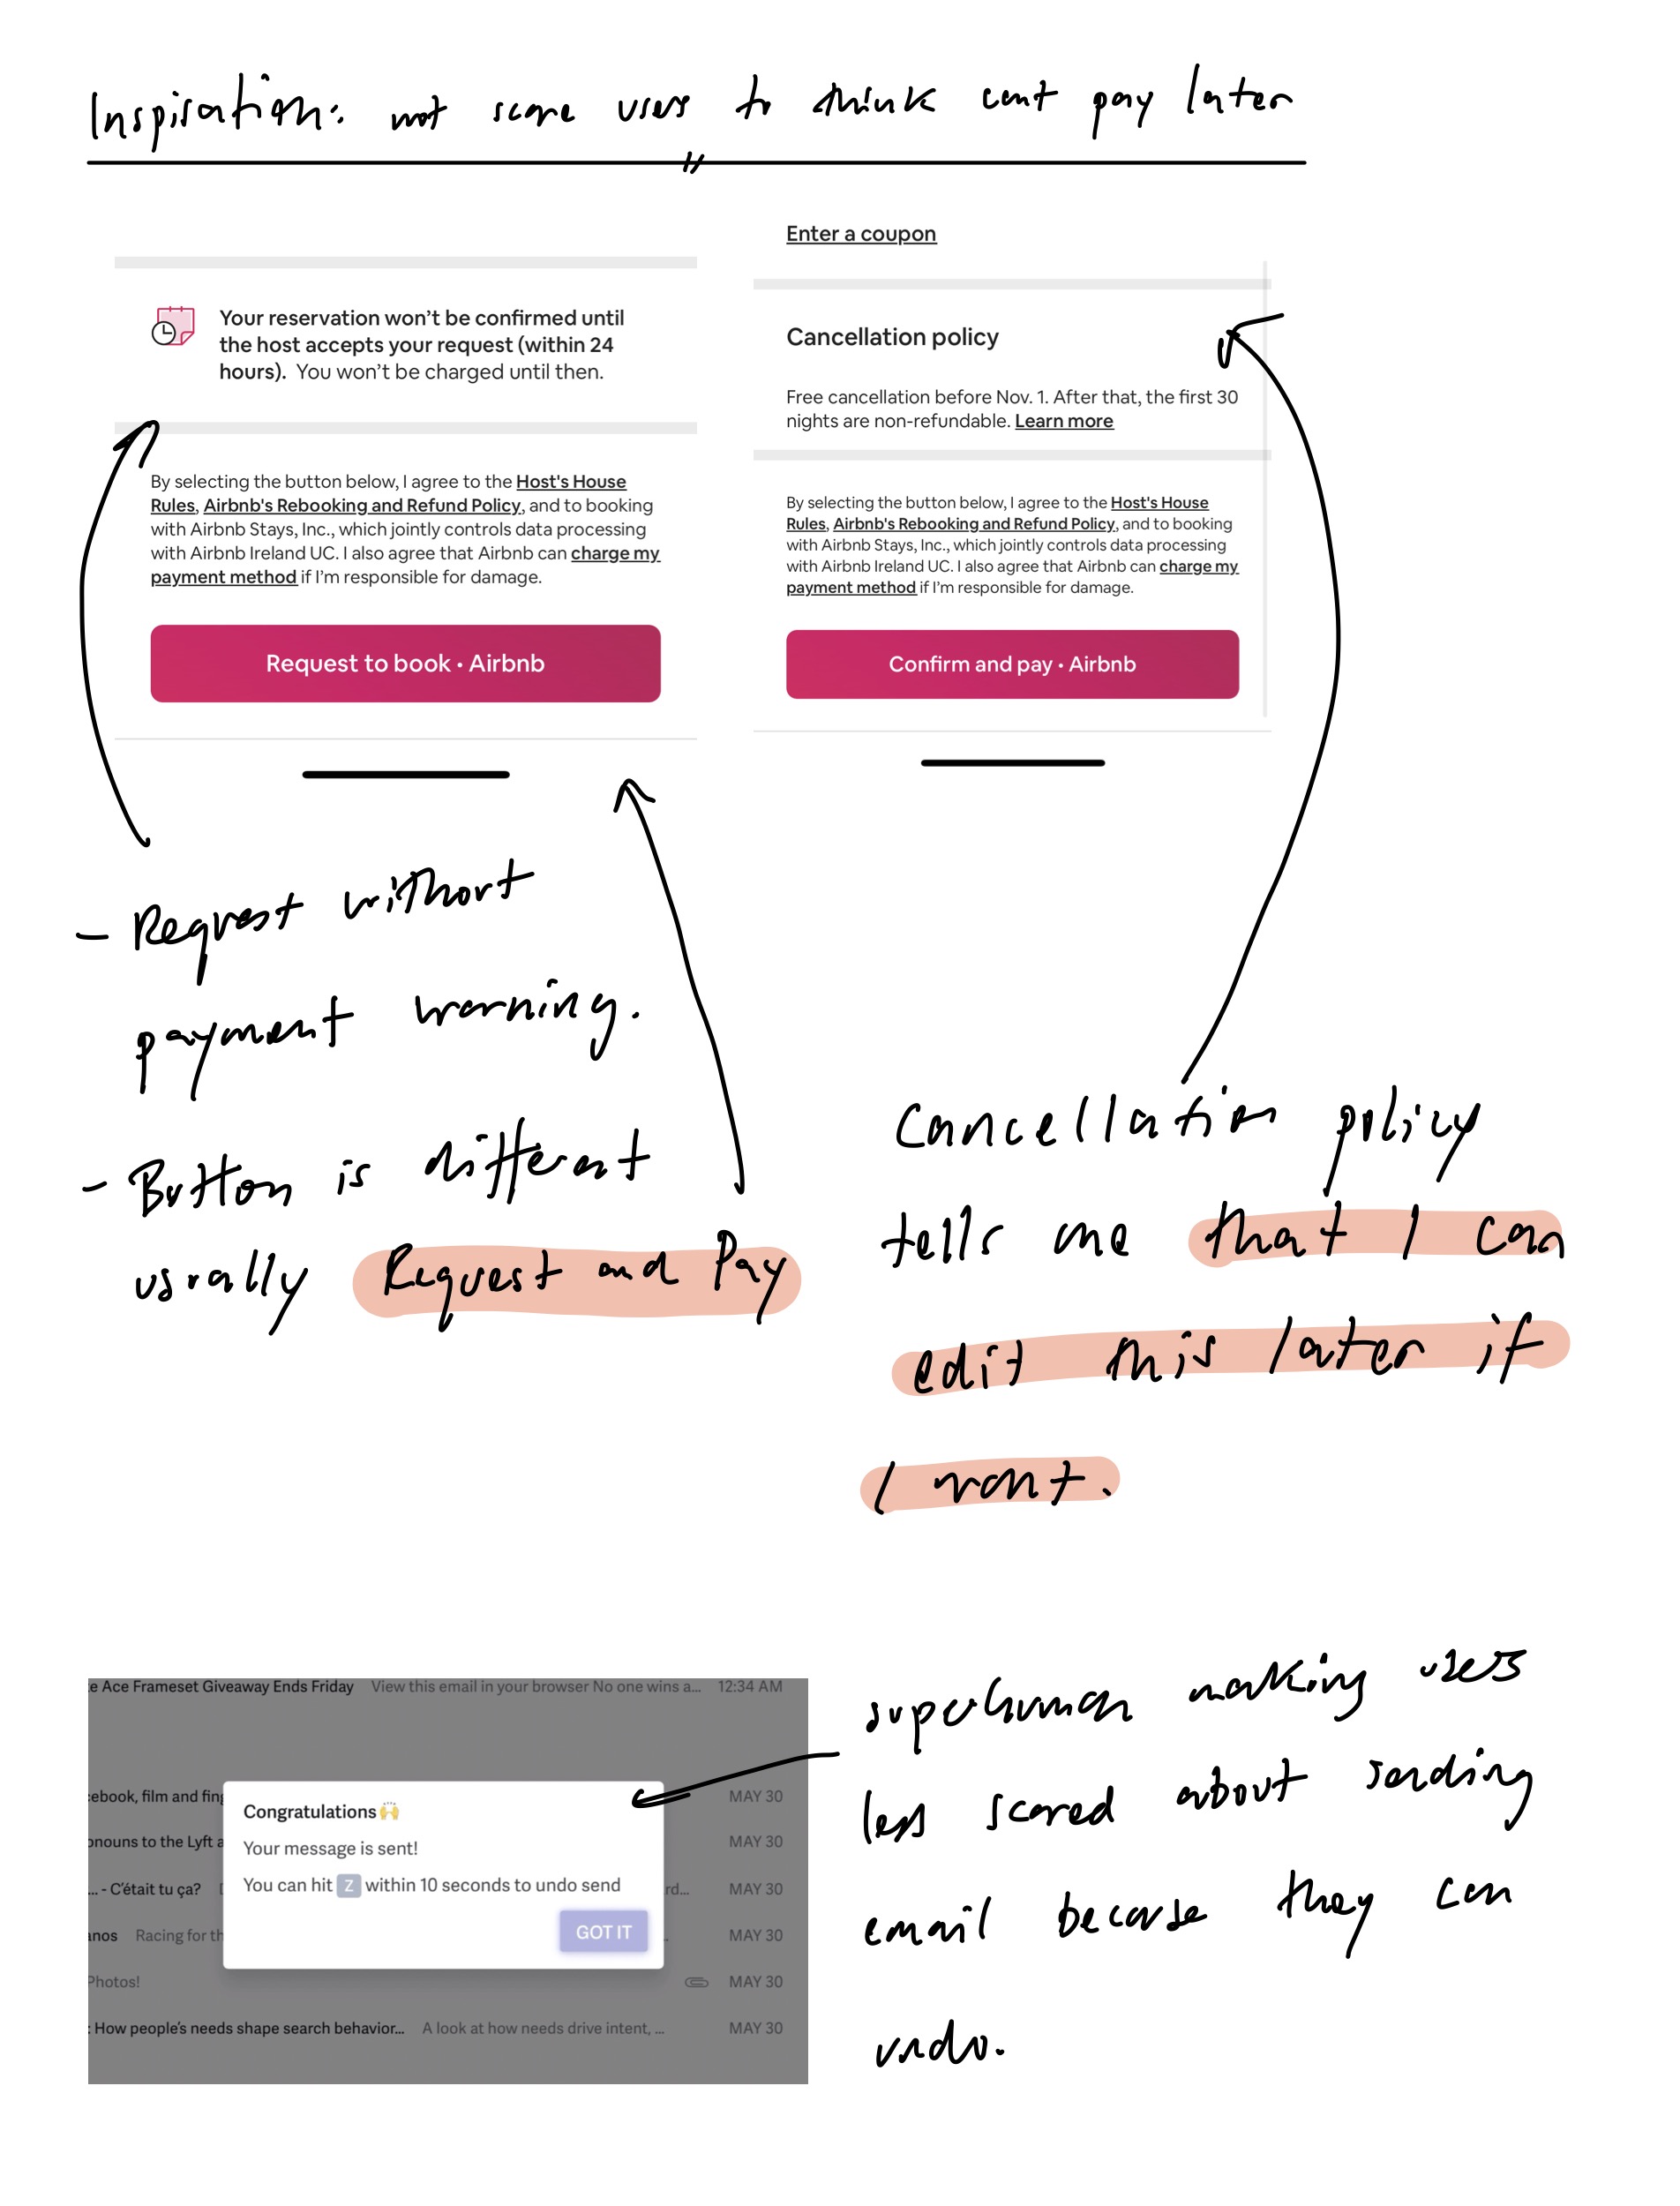 Inspiration: not scare users to think cant pay later
Your reservation won't be confirmed until
the host accepts your request (within 24
hours). You won't be charged until then.
By selecting the button below, I agree to the Host's House
Rules, Airbnb's Rebooking and Refund Policy, and to booking
with Airbnb Stays, Inc., which jointly controls data processing
with Airbnb Ireland UC. I also agree that Airbnb can charge my
payment method if I'm responsible for damage.
Request to book • Airbnb
Enter a coupon
Cancellation policy
Free cancellation before Nov. 1. After that, the first 30
nights are non-refundable. Learn more
By selecting the button below, I agree to the Host's House
Rules, Airbnb's Rebooking and Refund Policy, and to booking
with Airbnb Stays, Inc., which jointly controls data processing
with Airbnb Ireland UC. I also agree that Airbnb can charge my
payment method if I'm responsible for damage.
Confirm and pay • Airbnb
- Request without
payment warning.
- Button is different
usually Request and Pay
Cancellation policy
tells me that I can
edit this later if
I want.
Ace Frameset Giveaway Ends Friday View this email in your browser No one wins a... 12:34 AM
ebook, film and fing MAY 30
onouns to the Lyft a MAY 30
... - C'était tu ça? rd... MAY 30
anos Racing for th MAY 30
Photos! MAY 30
: How people's needs shape search behavior... A look at how needs drive intent, ... MAY 30
Congratulations 🙌
Your message is sent!
You can hit Z within 10 seconds to undo send
GOT IT
superhuman making users
less scared about sending
email because they can
undo.